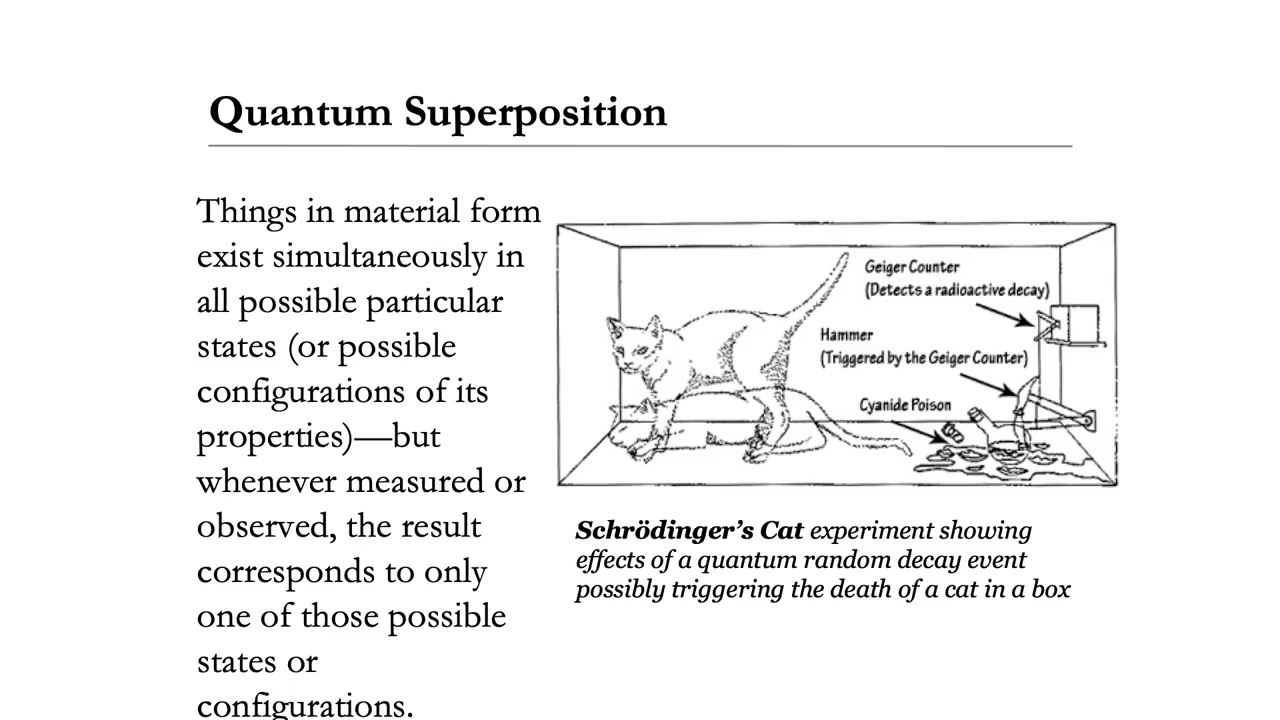 Quantum Superposition
Things in material form
exist simultaneously in
all possible particular
states (or possible
configurations of its
properties)—but
whenever measured or
observed, the result
corresponds to only
one of those possible
states or
configurations.
Geiger Counter
(Detects a radioactive decay)
Hammer
(Triggered by the Geiger Counter)
Cyanide Poison
Schrödinger’s Cat experiment showing
effects of a quantum random decay event
possibly triggering the death of a cat in a box